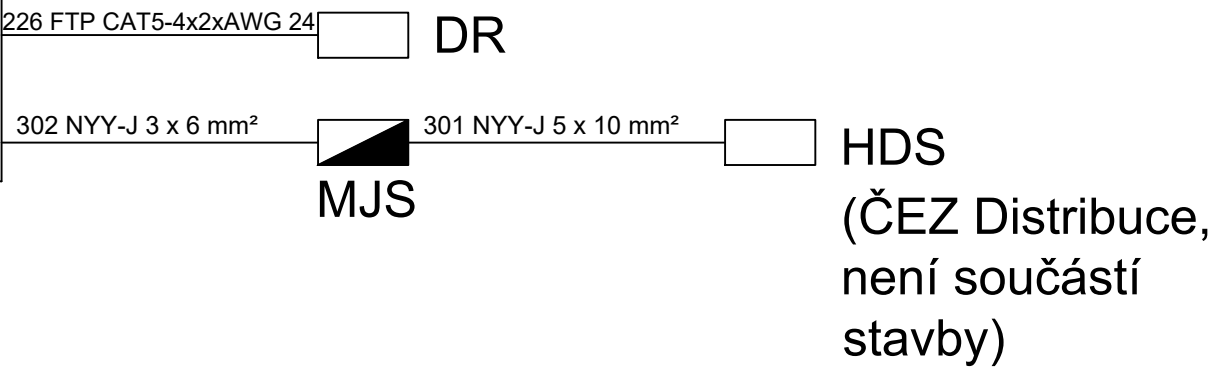 226 FTP CAT5-4x2xAWG 24
DR
302 NYY-J 3 x 6 mm²
301 NYY-J 5 x 10 mm²
MJS
HDS
(ČEZ Distribuce,
není součástí
stavby)